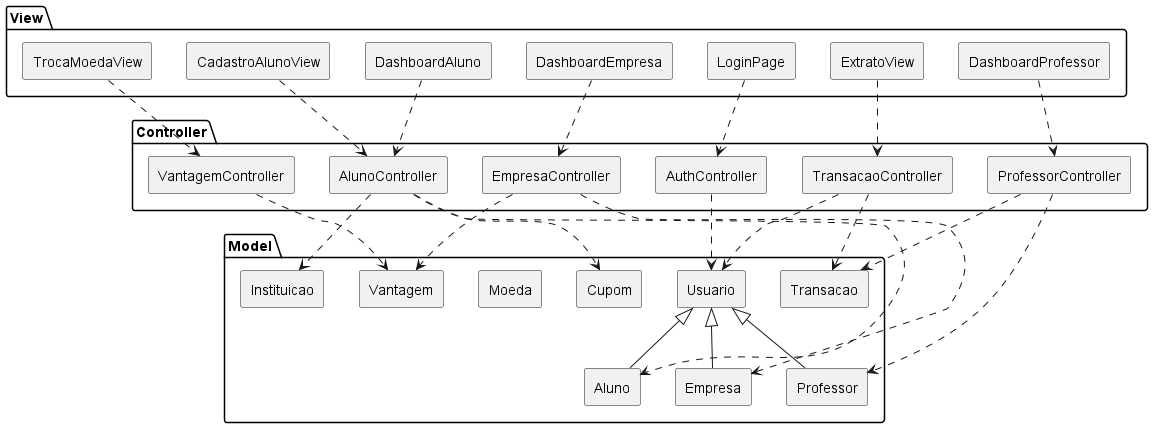 View
TrocaMoedaView
CadastroAlunoView
DashboardAluno
DashboardEmpresa
LoginPage
ExtratoView
DashboardProfessor
Controller
VantagemController
AlunoController
EmpresaController
AuthController
TransacaoController
ProfessorController
Model
Instituicao
Vantagem
Moeda
Cupom
Usuario
Transacao
Aluno
Empresa
Professor